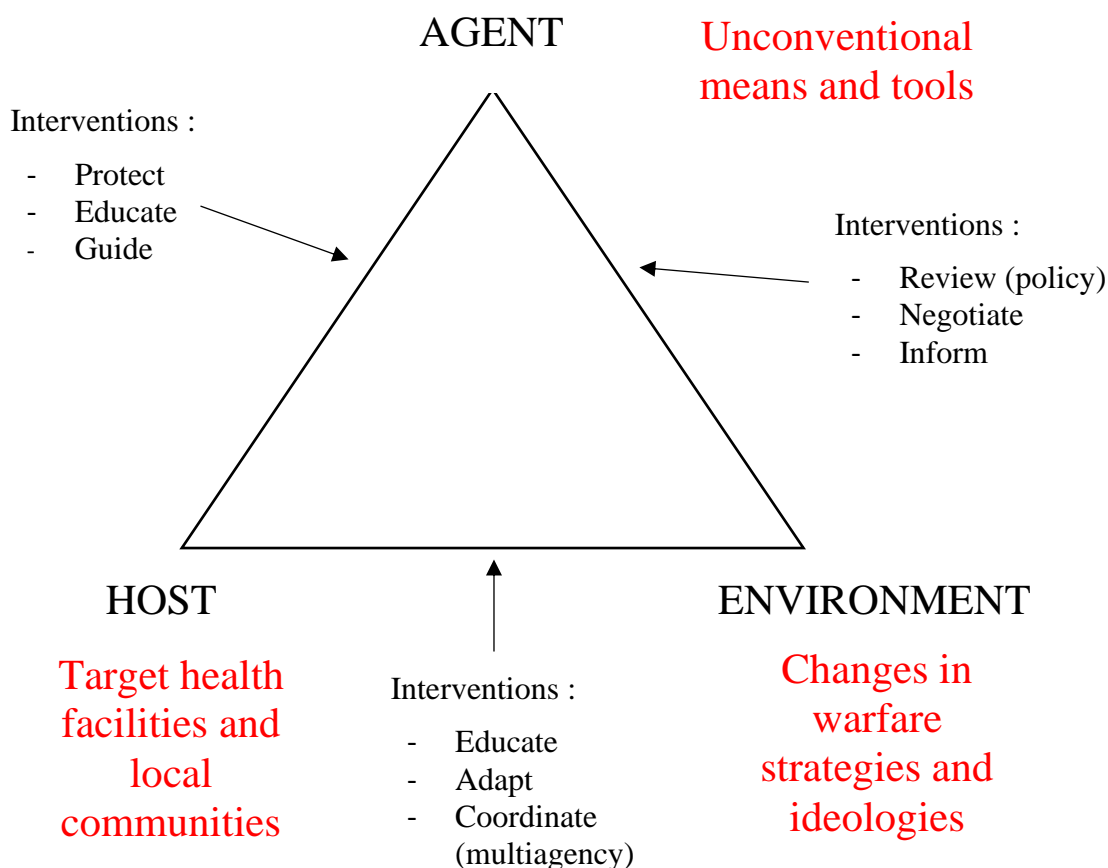 AGENT
Unconventional
means and tools
Interventions :
- Protect
- Educate
- Guide
Interventions :
- Review (policy)
- Negotiate
- Inform
HOST
Target health
facilities and
local
communities
Interventions :
- Educate
- Adapt
- Coordinate
(multiagency)
ENVIRONMENT
Changes in
warfare
strategies and
ideologies